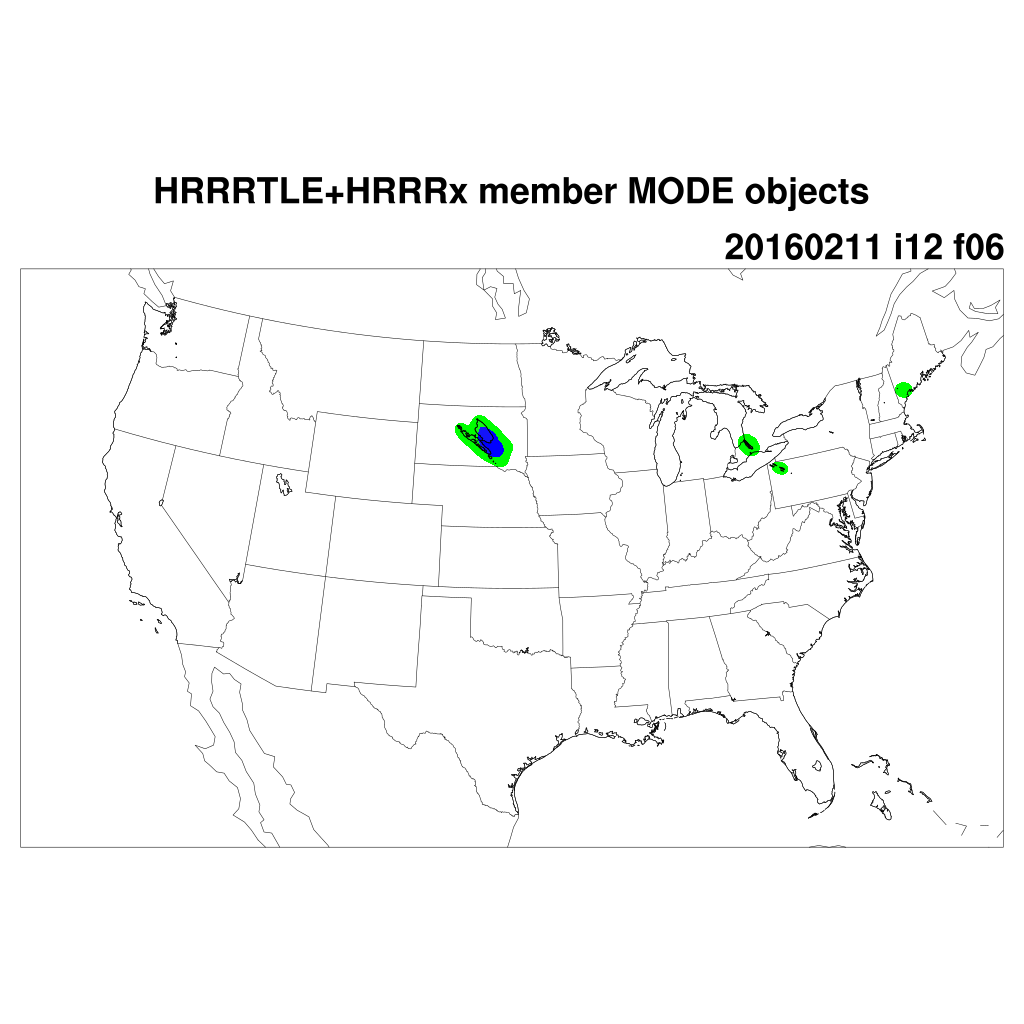 HRRRTLE+HRRRx member MODE objects
20160211 i12 f06